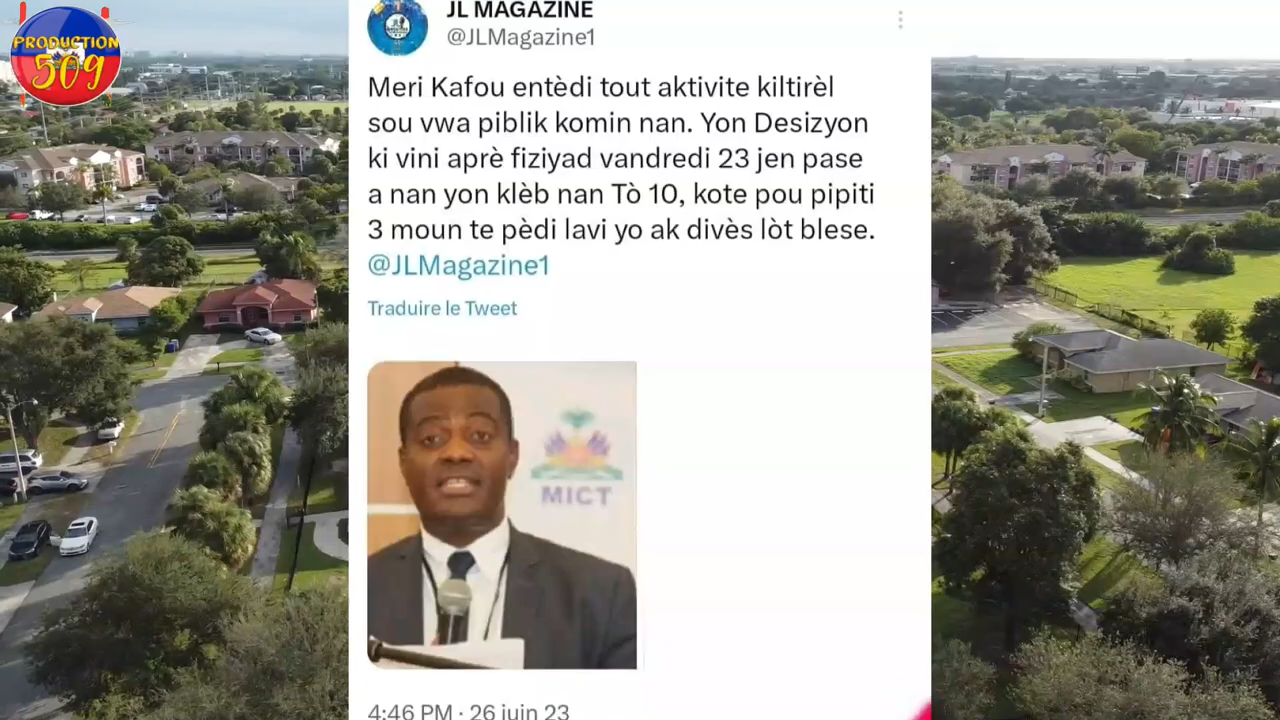 PRODUCTION
509
JL MAGAZINE
@JLMagazine1
Meri Kafou entèdi tout aktivite kiltirèl
sou vwa piblik komin nan. Yon Desizyon
ki vini aprè fiziyad vandredi 23 jen pase
a nan yon klèb nan Tò 10, kote pou pipiti
3 moun te pèdi lavi yo ak divès lòt blese.
@JLMagazine1
Traduire le Tweet
MICT
4:46 PM · 26 juin 23